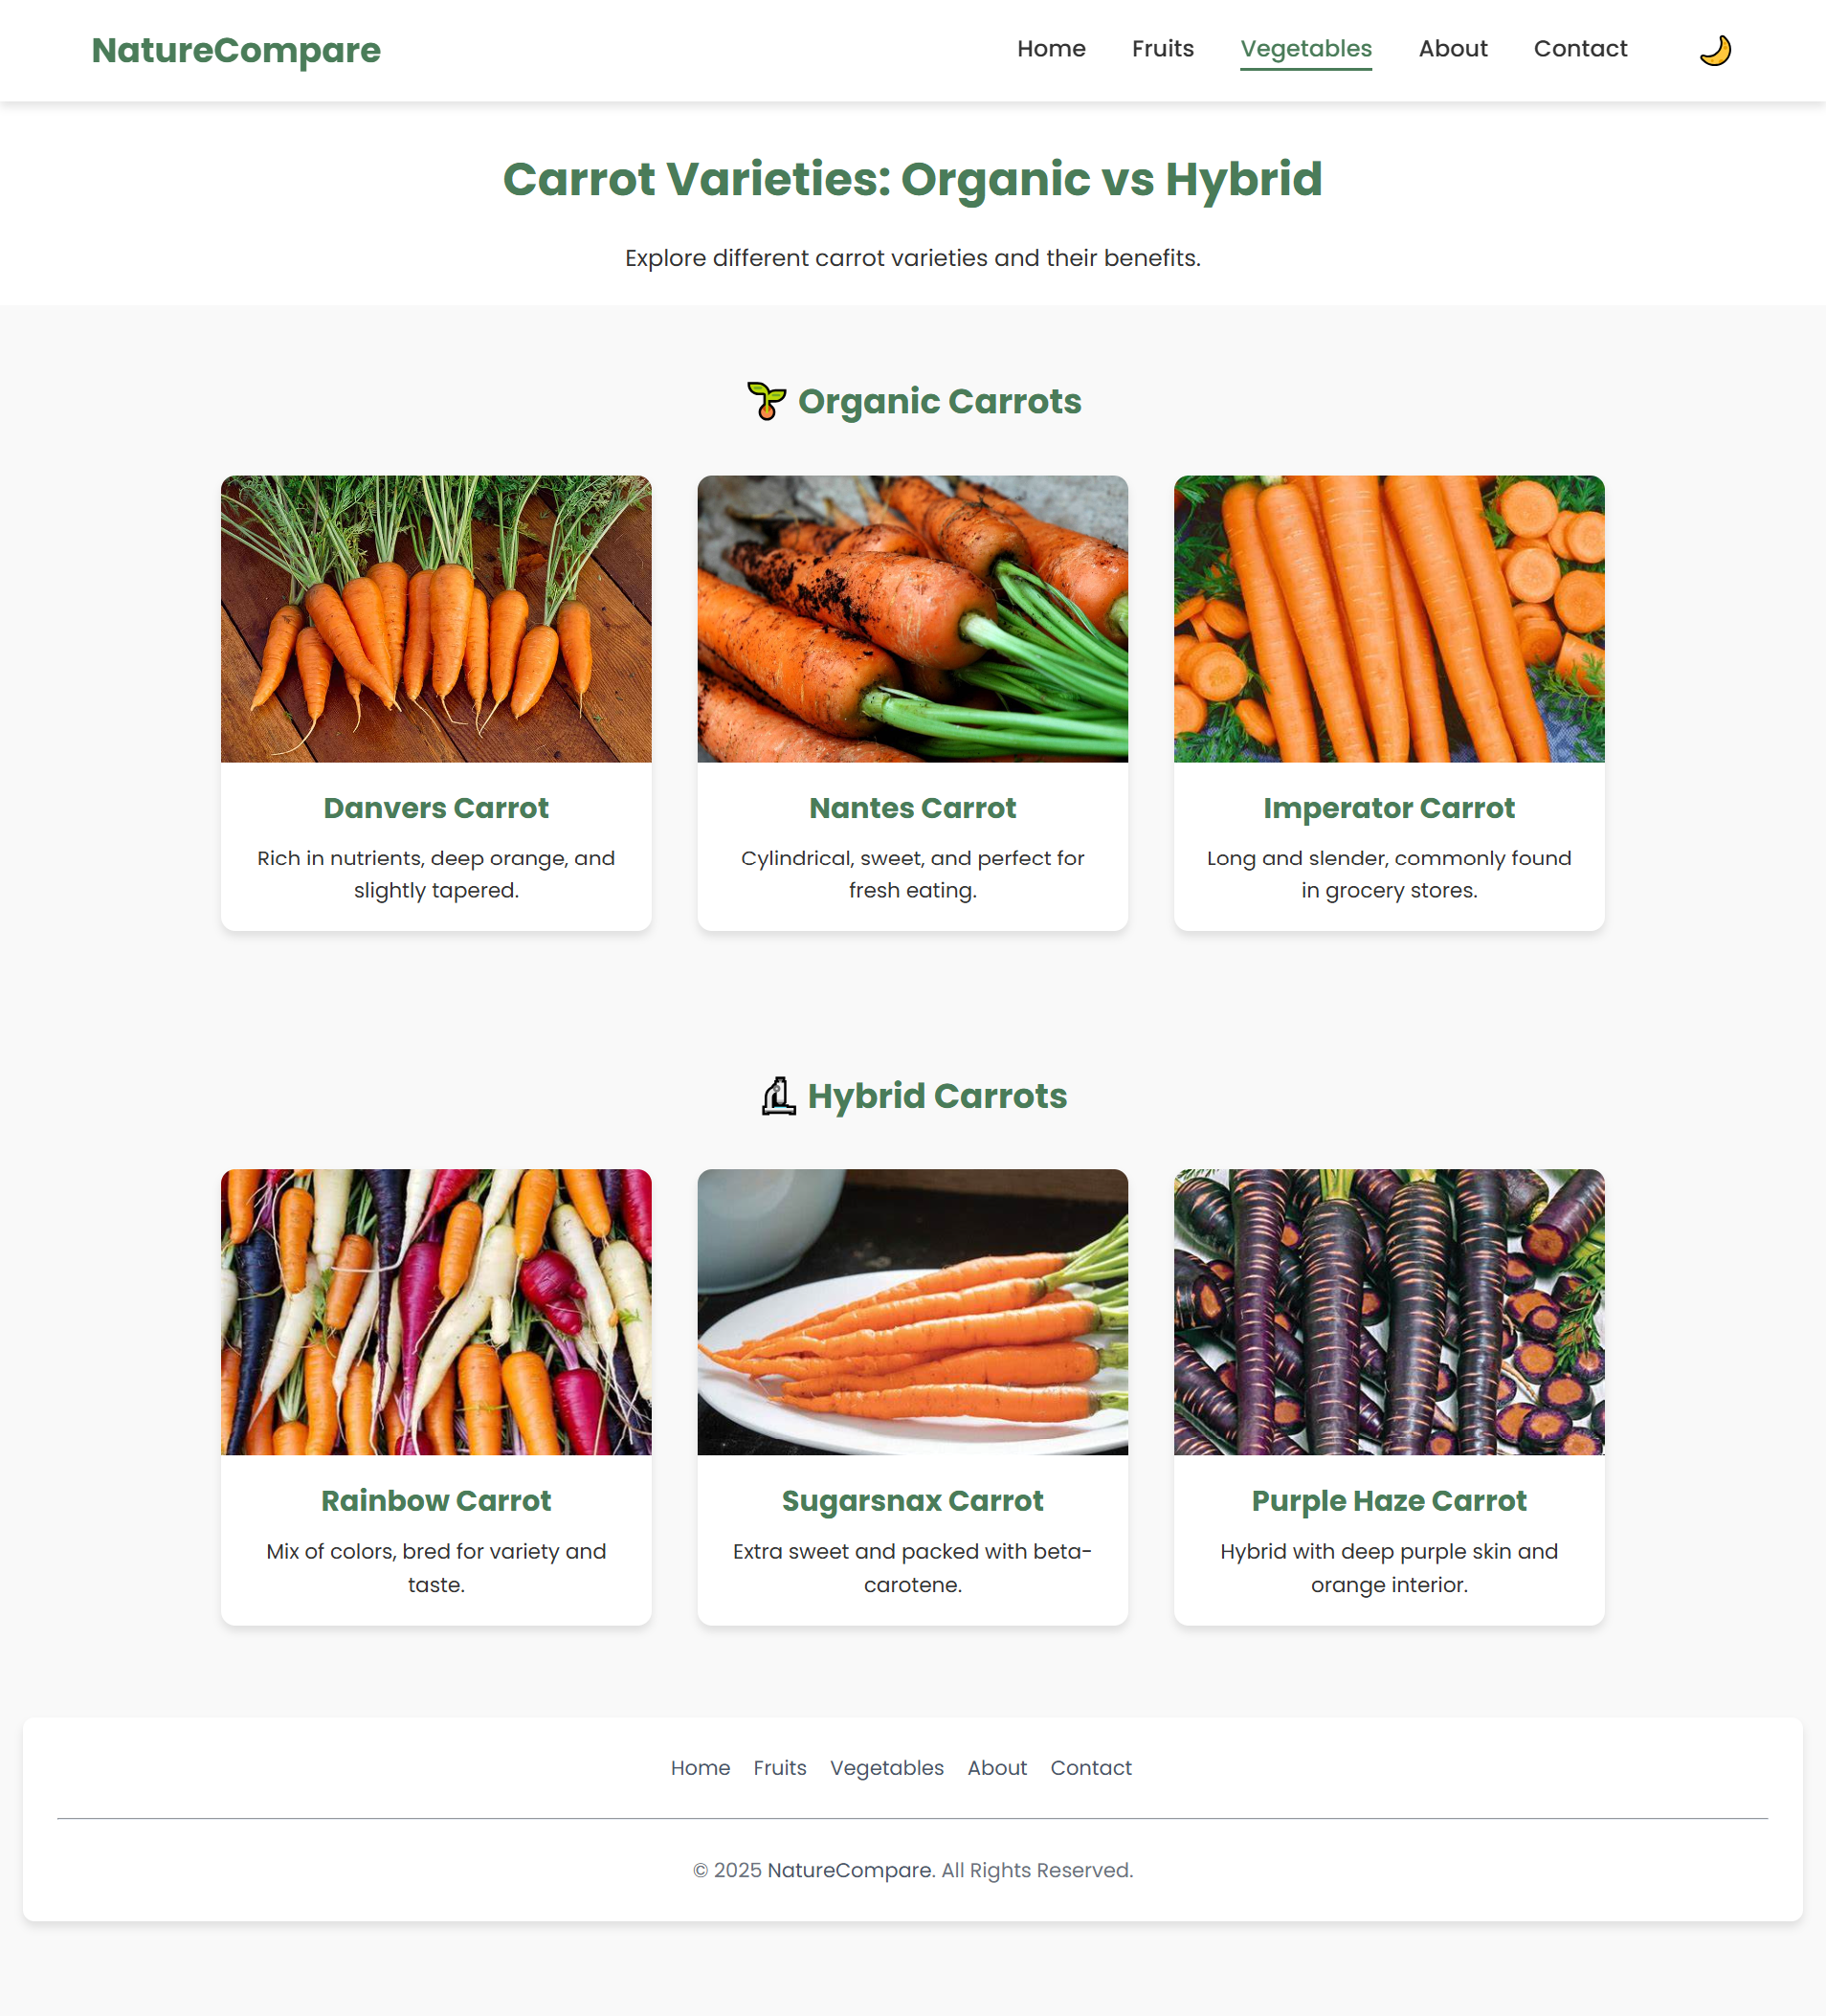 NatureCompare
Home Fruits Vegetables About Contact
Carrot Varieties: Organic vs Hybrid
Explore different carrot varieties and their benefits.
Organic Carrots
Danvers Carrot
Rich in nutrients, deep orange, and
slightly tapered.
Nantes Carrot
Cylindrical, sweet, and perfect for
fresh eating.
Imperator Carrot
Long and slender, commonly found
in grocery stores.
Hybrid Carrots
Rainbow Carrot
Mix of colors, bred for variety and
taste.
Sugarsnax Carrot
Extra sweet and packed with beta-
carotene.
Purple Haze Carrot
Hybrid with deep purple skin and
orange interior.
Home Fruits Vegetables About Contact
© 2025 NatureCompare. All Rights Reserved.